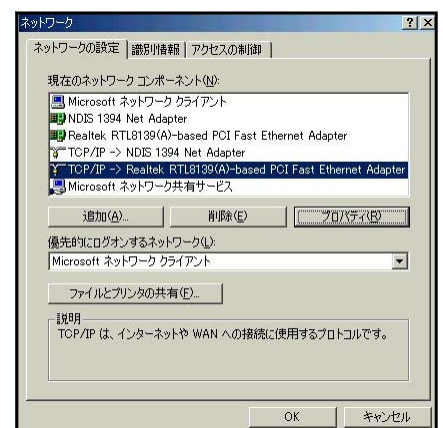 ネットワーク
ネットワークの設定 識別情報 アクセスの制御
現在のネットワーク コンポーネント(N):
Microsoft ネットワーク クライアント
NDIS 1394 Net Adapter
Realtek RTL8139(A)-based PCI Fast Ethernet Adapter
TCP/IP -> NDIS 1394 Net Adapter
TCP/IP -> Realtek RTL8139(A)-based PCI Fast Ethernet Adapter
Microsoft ネットワーク共有サービス
追加(A)... 削除(E) プロパティ(R)
優先的にログオンするネットワーク(L):
Microsoft ネットワーク クライアント
ファイルとプリンタの共有(F)...
説明
TCP/IP は、インターネットや WAN への接続に使用するプロトコルです。
OK キャンセル